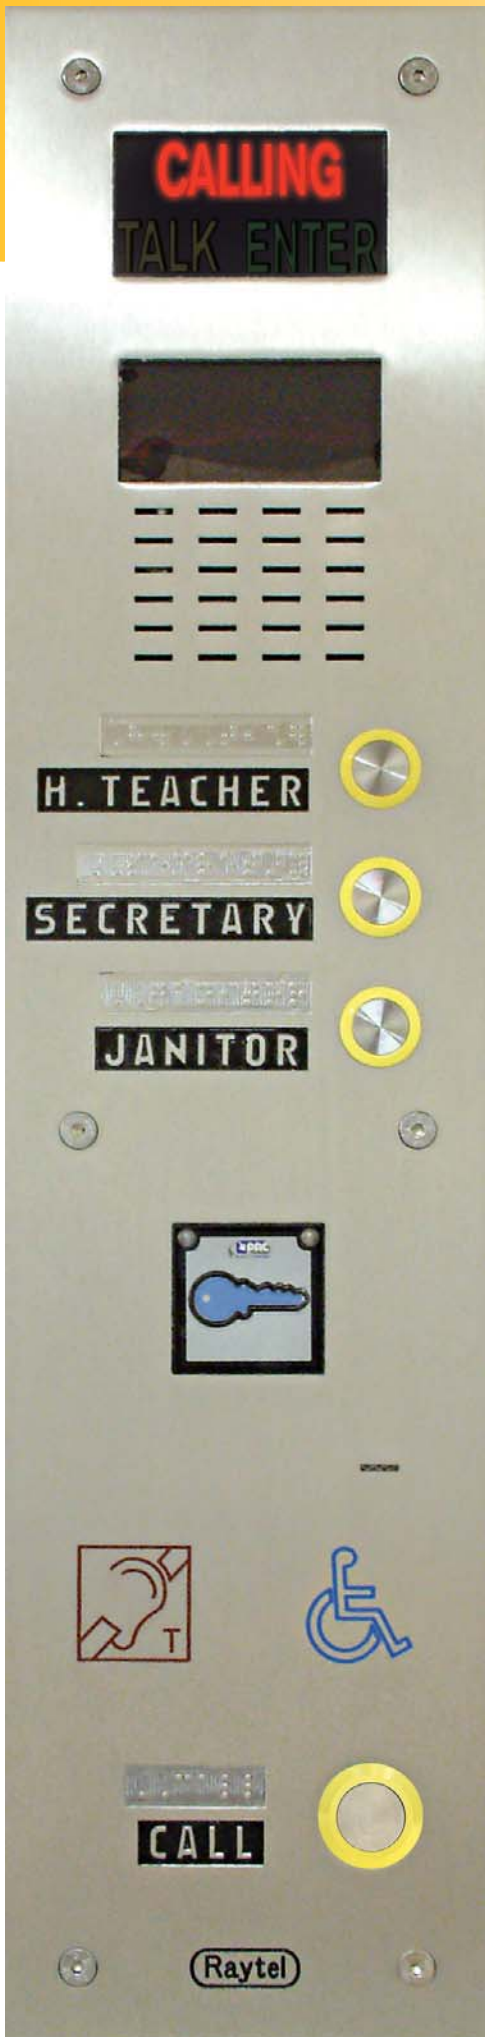 CALLING
TALK ENTER
H. TEACHER
SECRETARY
JANITOR
PAC
T
CALL
Raytel